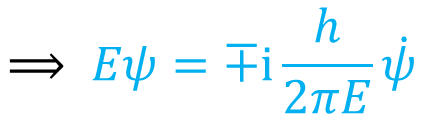 ⟹ Eψ = ∓i h/(2πE) ψ̇